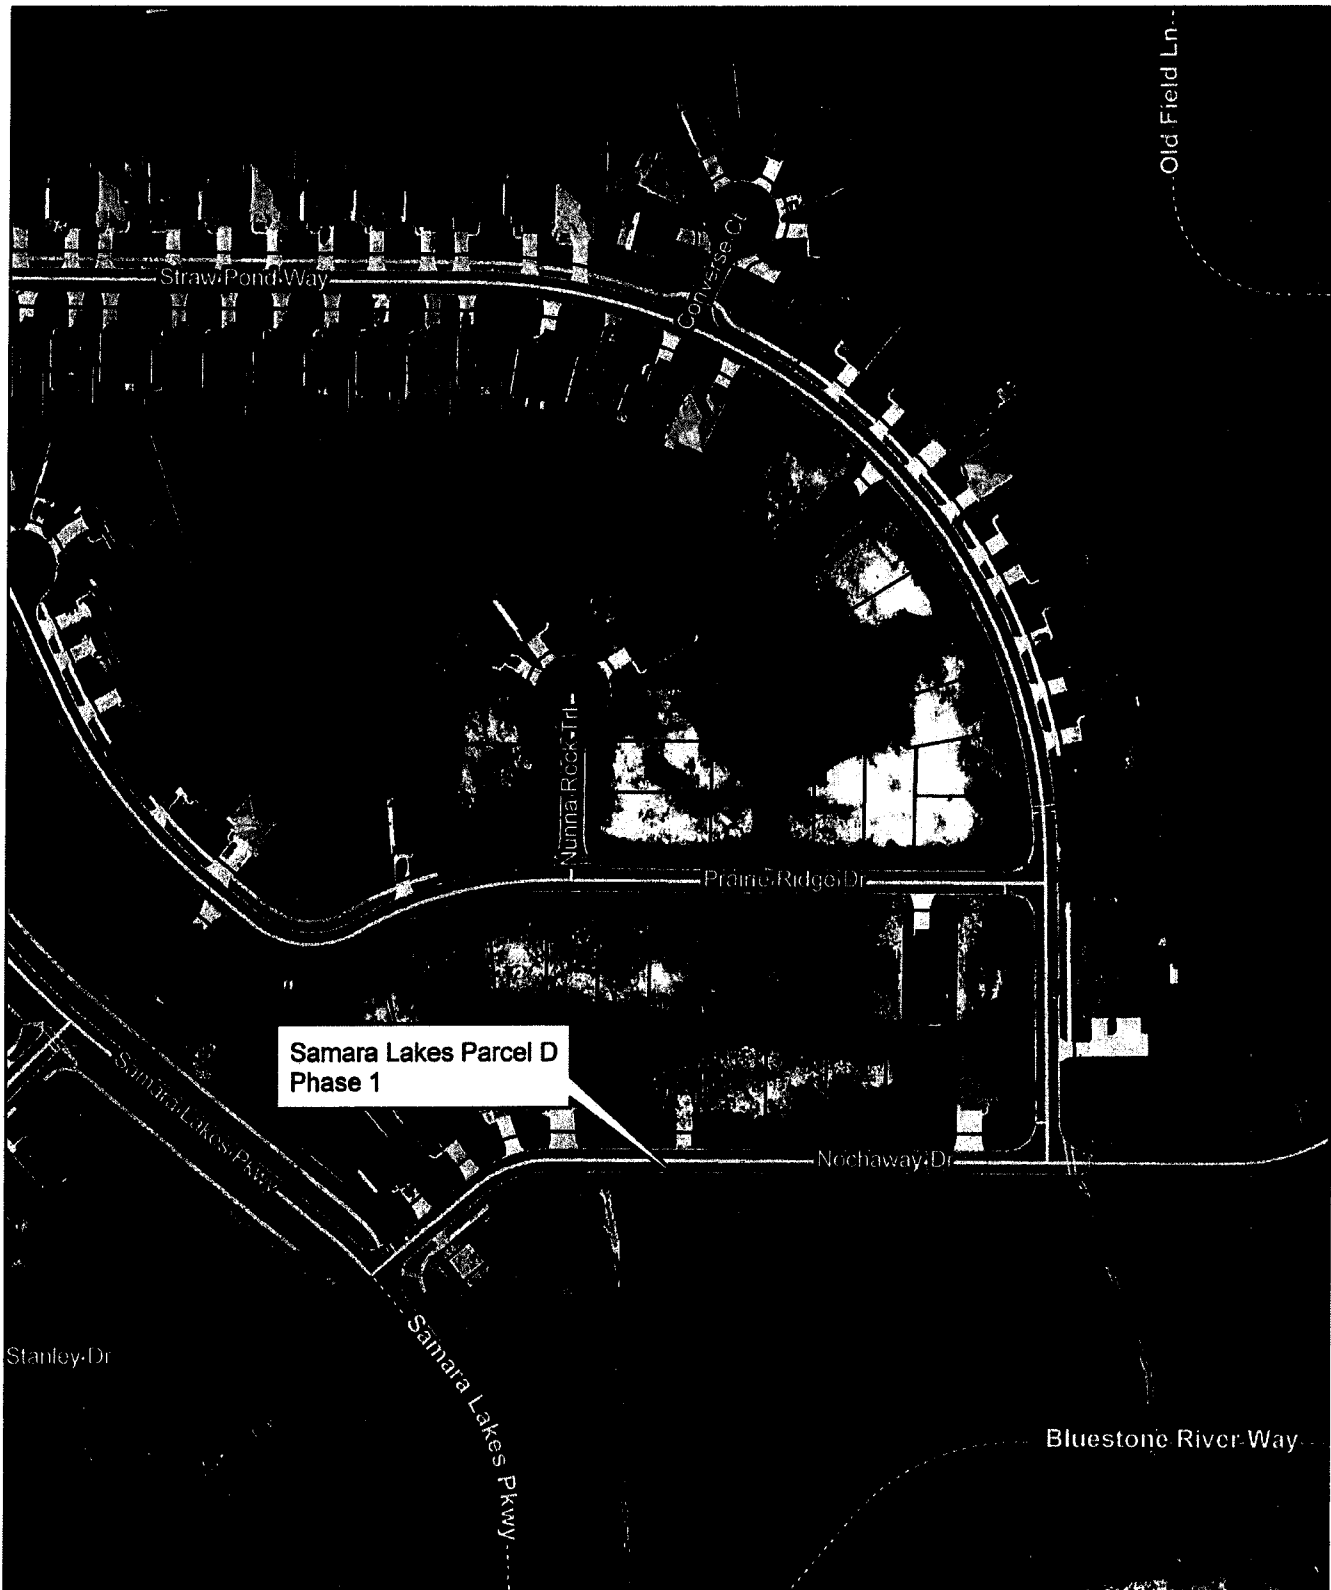 Old Field Ln
Straw Pond Way
Converse Ct
Nunna Rock Trl
Prairie Ridge Dr
Samara Lakes Parcel D
Phase 1
Samara Lakes Pkwy
Nochaway Dr
Stanley Dr
Samara Lakes Pkwy
Bluestone River Way